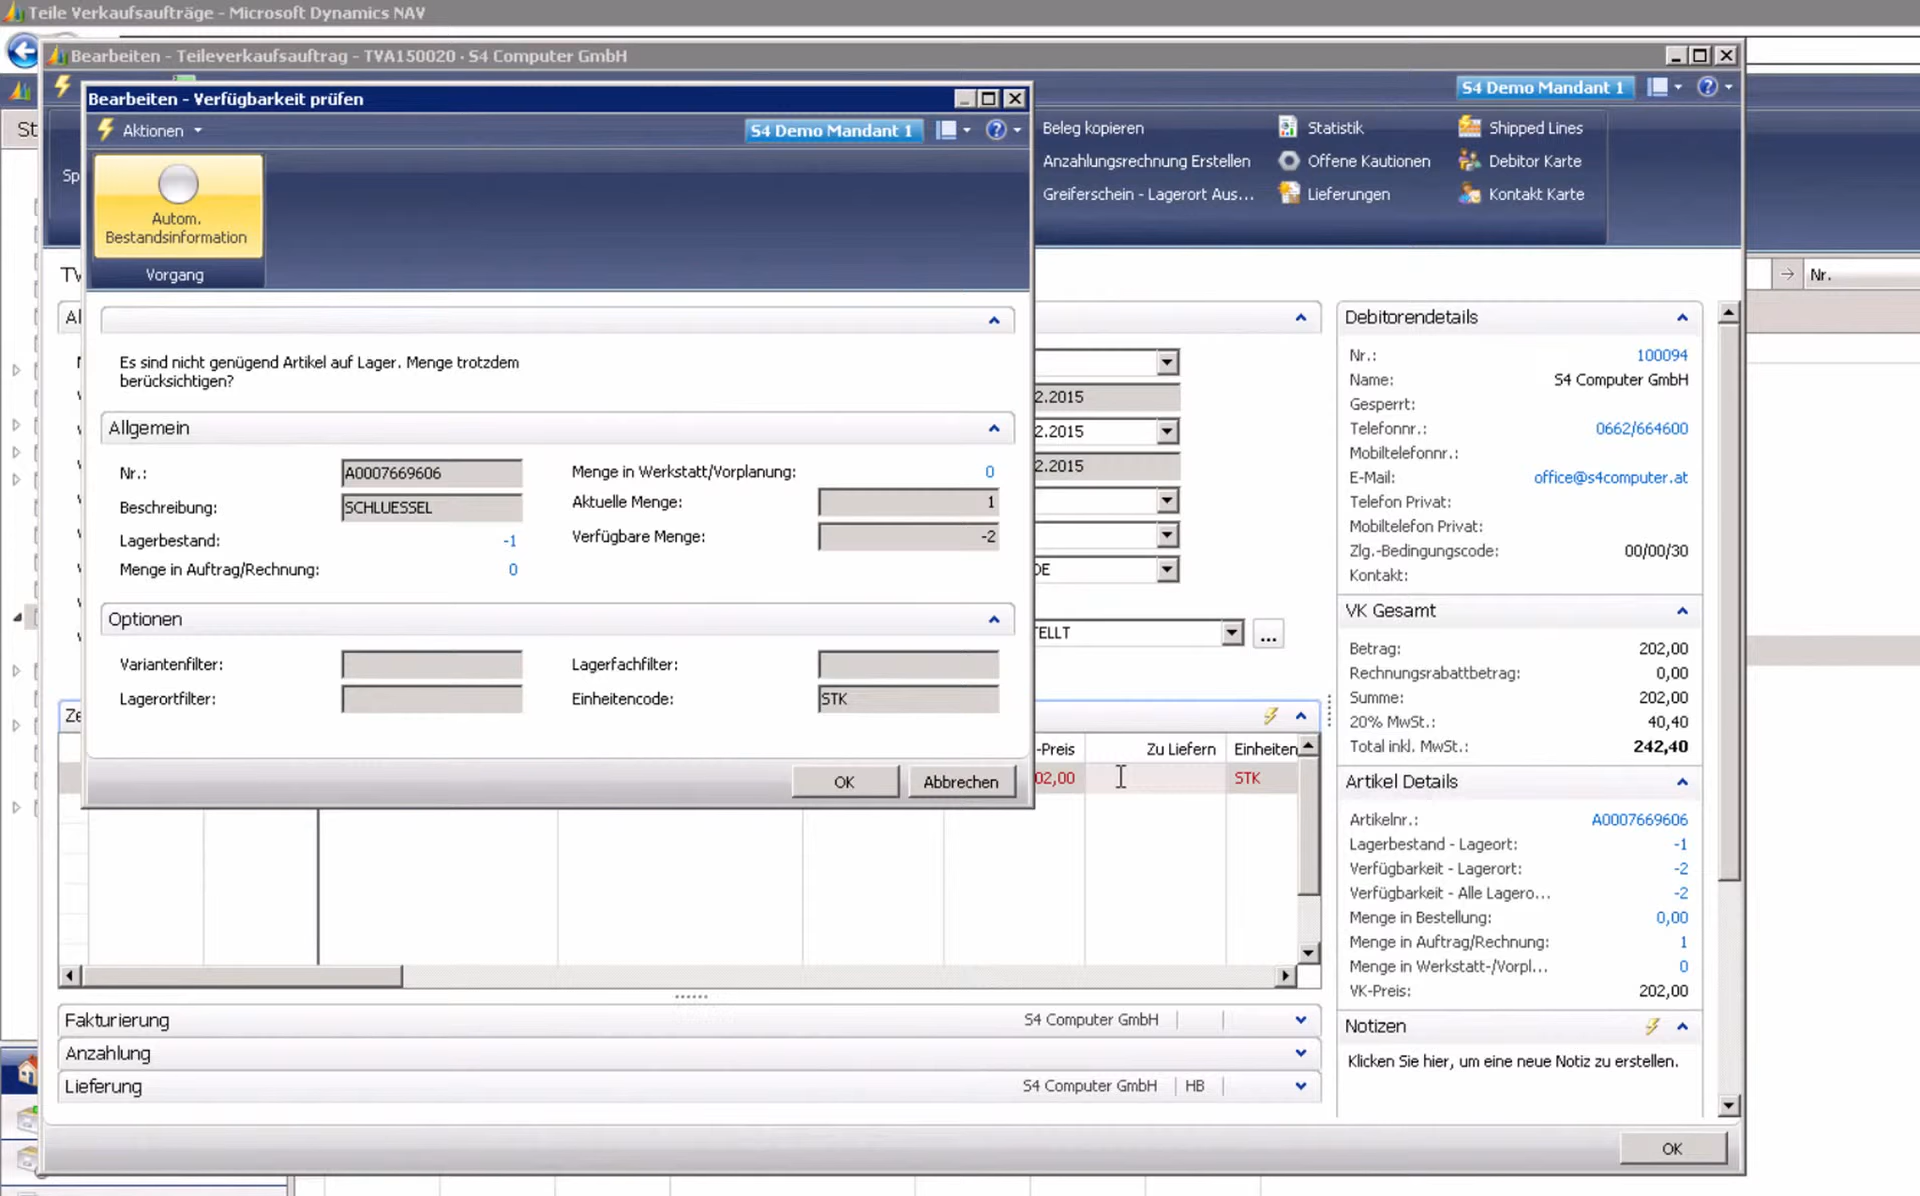 Teile Verkaufsaufträge - Microsoft Dynamics NAV
Bearbeiten - Teileverkaufsauftrag - TVA150020 · S4 Computer GmbH
S4 Demo Mandant 1
Bearbeiten - Verfügbarkeit prüfen
Aktionen
S4 Demo Mandant 1
Autom.
Bestandsinformation
Vorgang
Beleg kopieren
Statistik
Shipped Lines
Anzahlungsrechnung Erstellen
Offene Kautionen
Debitor Karte
Greiferschein - Lagerort Aus...
Lieferungen
Kontakt Karte
St
Sp
TV
Al
Nr.
Es sind nicht genügend Artikel auf Lager. Menge trotzdem
berücksichtigen?
Allgemein
Nr.: A0007669606
Beschreibung: SCHLUESSEL
Lagerbestand: -1
Menge in Auftrag/Rechnung: 0
Menge in Werkstatt/Vorplanung: 0
Aktuelle Menge: 1
Verfügbare Menge: -2
Optionen
Variantenfilter:
Lagerortfilter:
Lagerfachfilter:
Einheitencode: STK
OK
Abbrechen
2.2015
2.2015
2.2015
DE
TELLT
...
Ze
-Preis Zu Liefern Einheiten
02,00 STK
Fakturierung S4 Computer GmbH
Anzahlung
Lieferung S4 Computer GmbH HB
Debitorendetails
Nr.: 100094
Name: S4 Computer GmbH
Gesperrt:
Telefonnr.: 0662/664600
Mobiltelefonnr.:
E-Mail: office@s4computer.at
Telefon Privat:
Mobiltelefon Privat:
Zlg.-Bedingungscode: 00/00/30
Kontakt:
VK Gesamt
Betrag: 202,00
Rechnungsrabattbetrag: 0,00
Summe: 202,00
20% MwSt.: 40,40
Total inkl. MwSt.: 242,40
Artikel Details
Artikelnr.: A0007669606
Lagerbestand - Lageort: -1
Verfügbarkeit - Lagerort: -2
Verfügbarkeit - Alle Lagero... -2
Menge in Bestellung: 0,00
Menge in Auftrag/Rechnung: 1
Menge in Werkstatt-/Vorpl... 0
VK-Preis: 202,00
Notizen
Klicken Sie hier, um eine neue Notiz zu erstellen.
OK